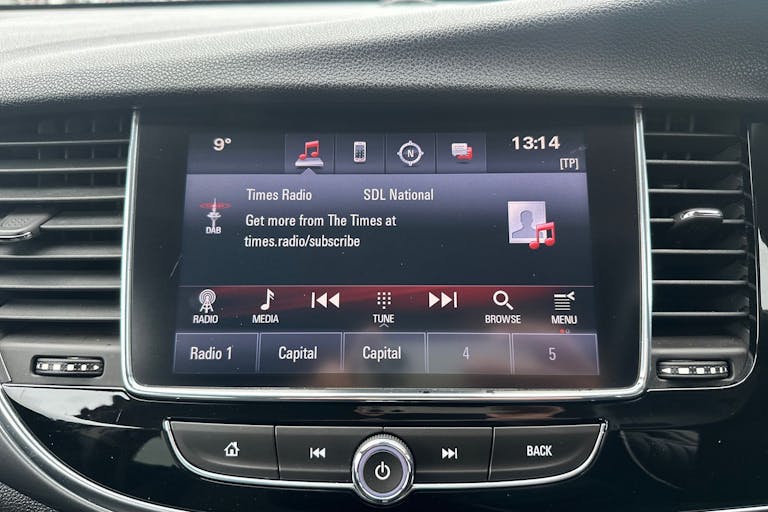 9° 13:14
N
[TP]
Times Radio SDL National
DAB
Get more from The Times at
times.radio/subscribe
RADIO MEDIA TUNE BROWSE MENU
Radio 1 Capital Capital 4 5
BACK